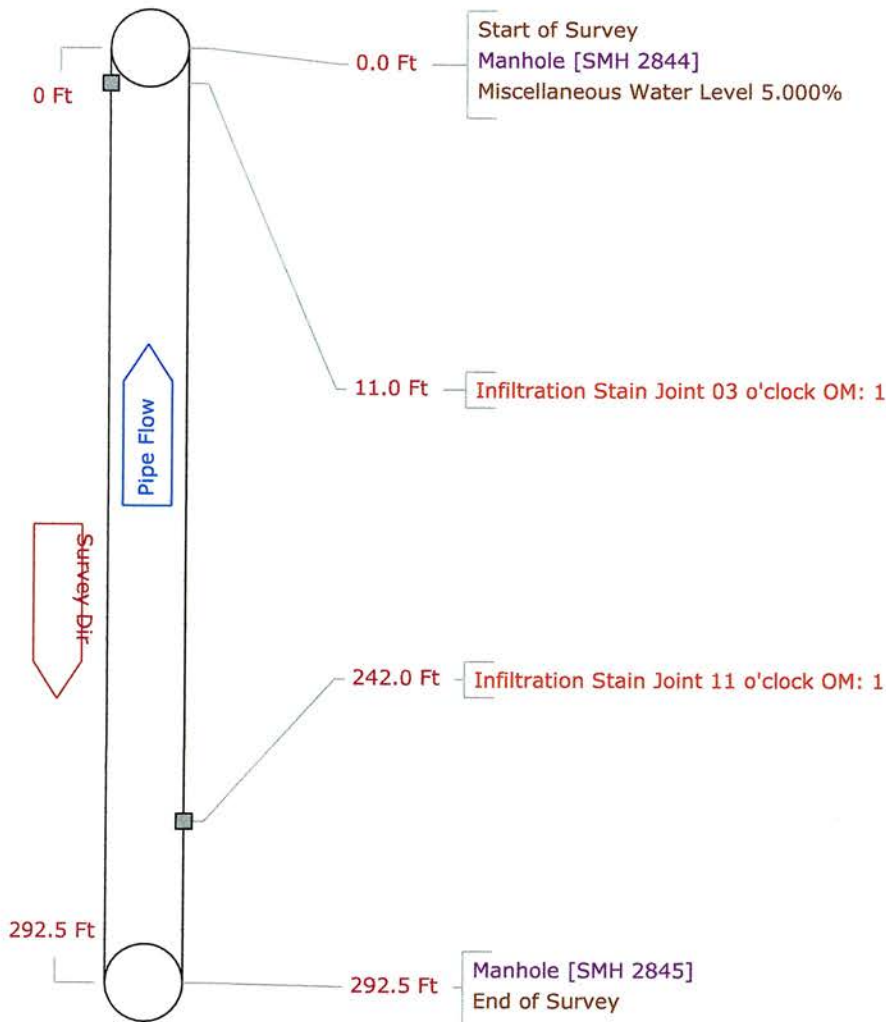 Start of Survey
0.0 Ft
Manhole [SMH 2844]
0 Ft
Miscellaneous Water Level 5.000%
11.0 Ft
Infiltration Stain Joint 03 o'clock OM: 1
Pipe Flow
Survey Dir
242.0 Ft
Infiltration Stain Joint 11 o'clock OM: 1
292.5 Ft
292.5 Ft
Manhole [SMH 2845]
End of Survey